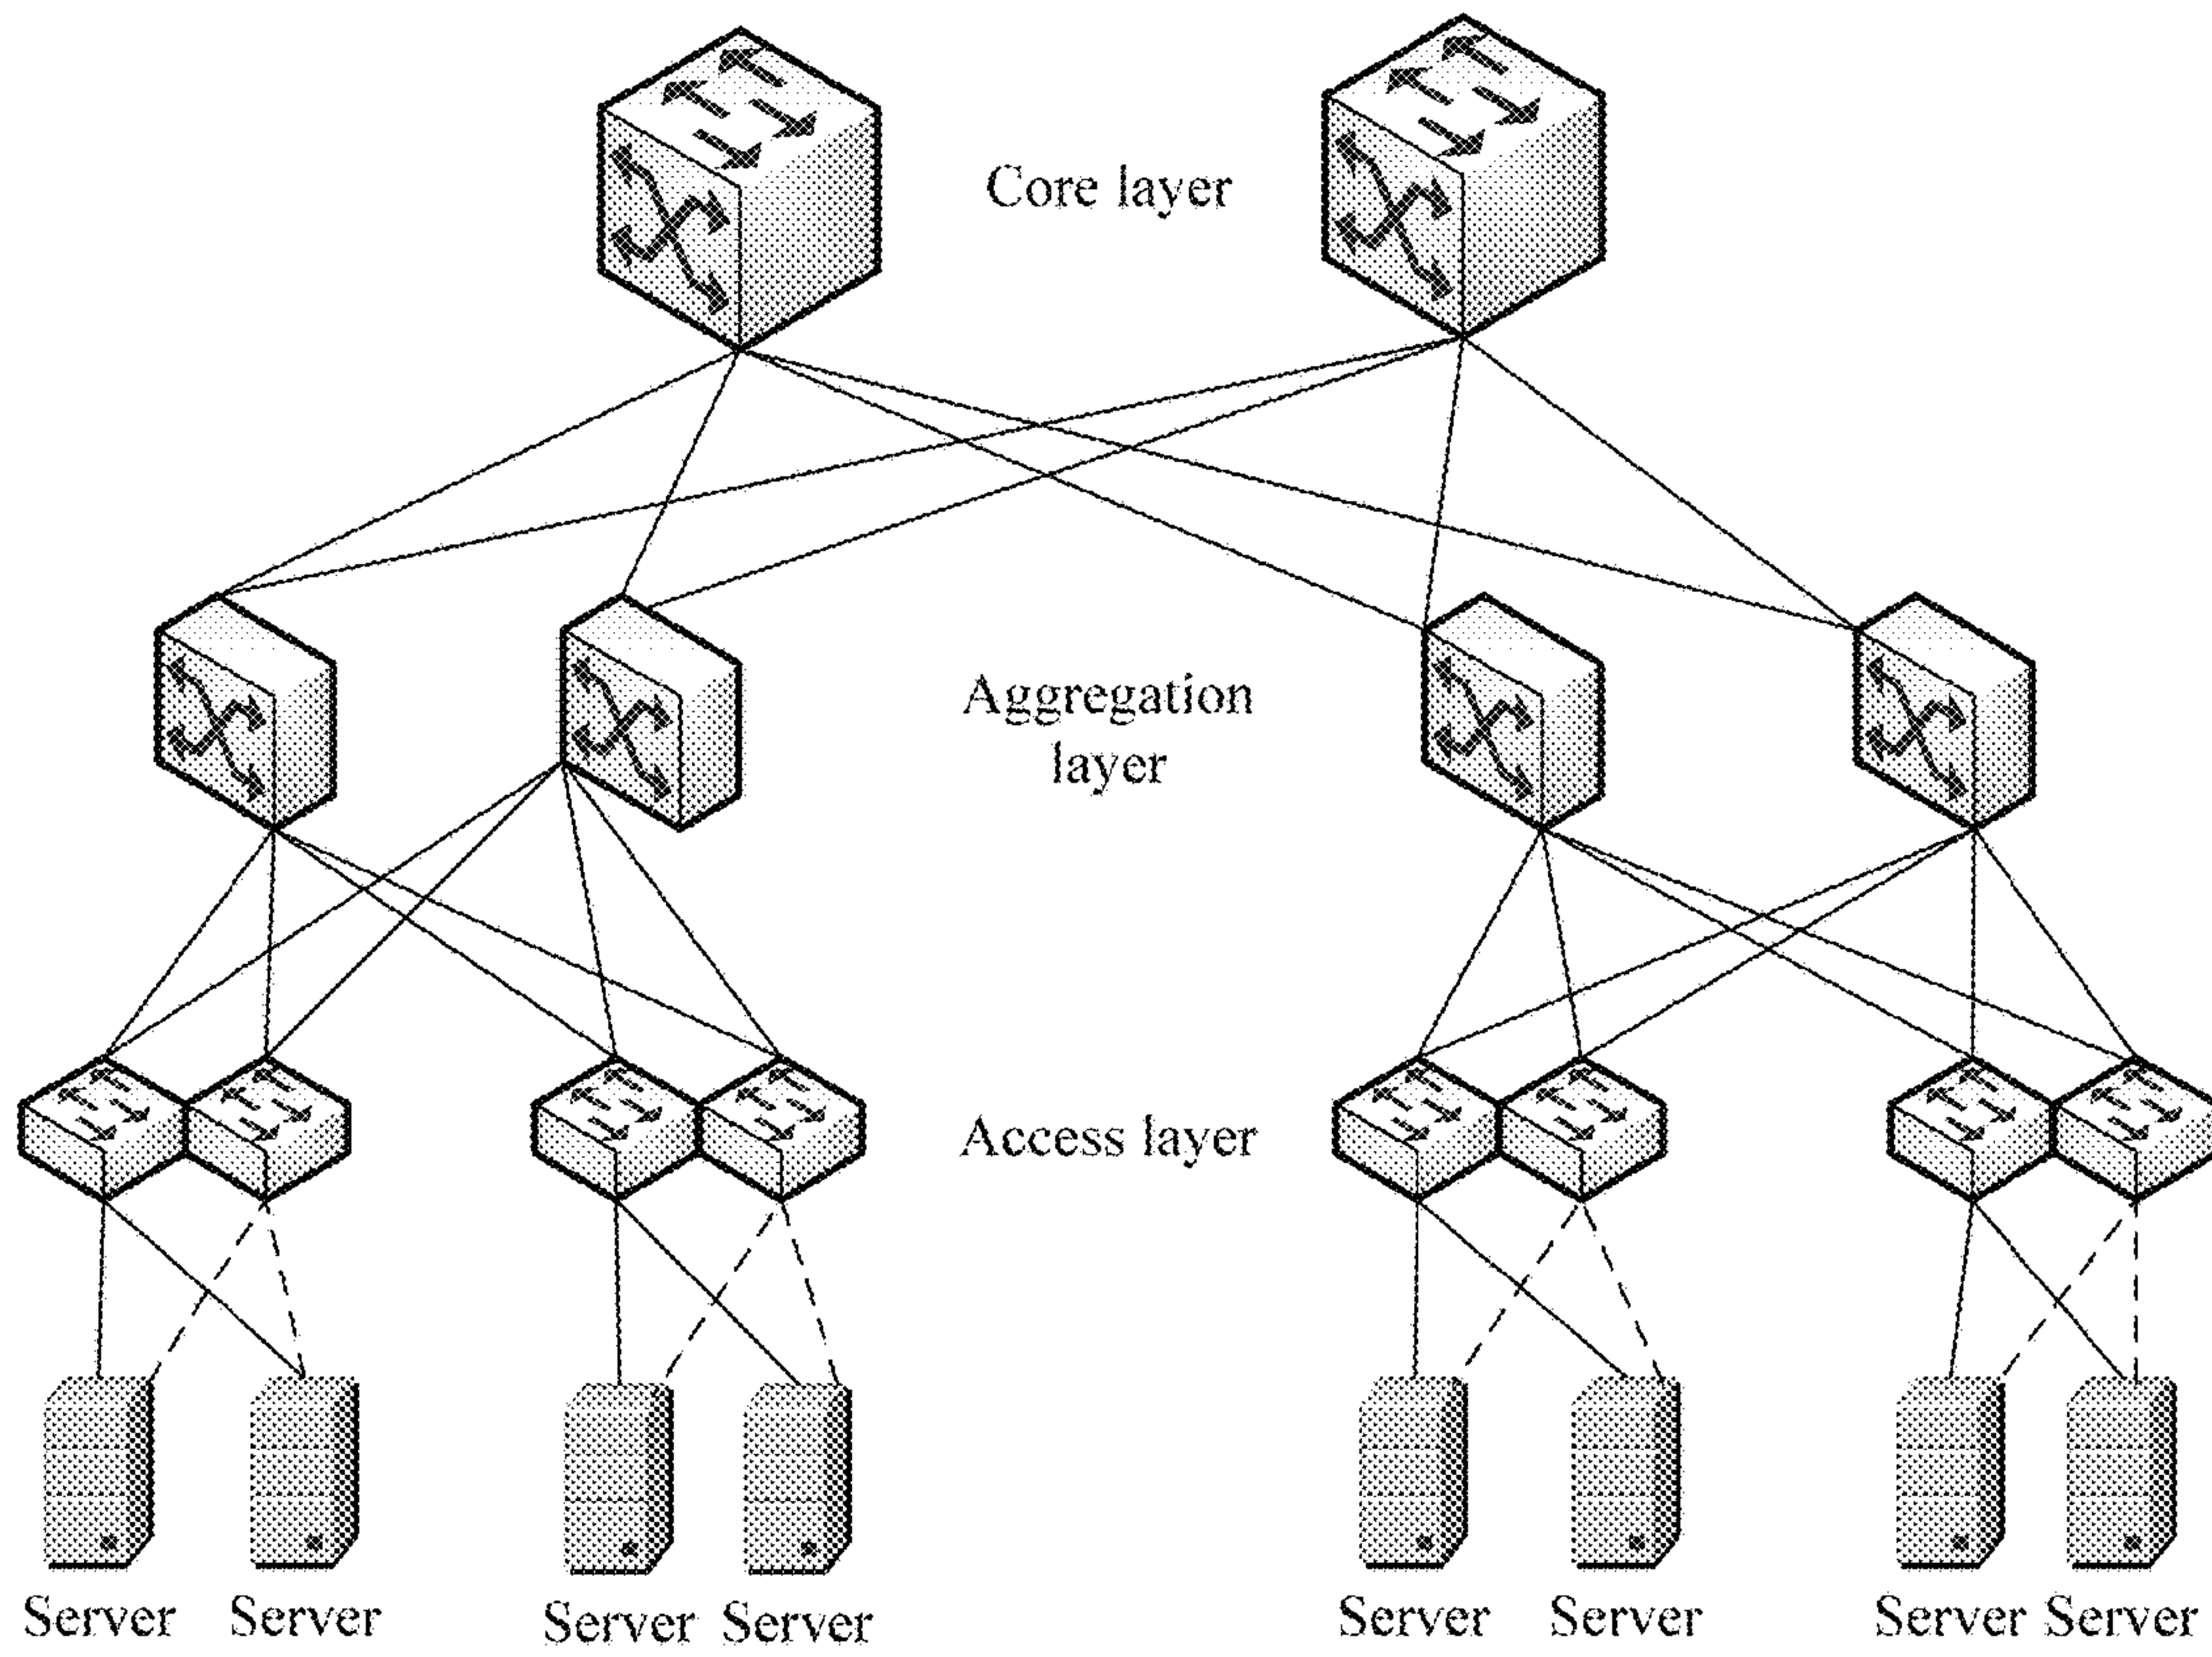 Core layer
Aggregation
layer
Access layer
Server Server Server Server Server Server Server Server